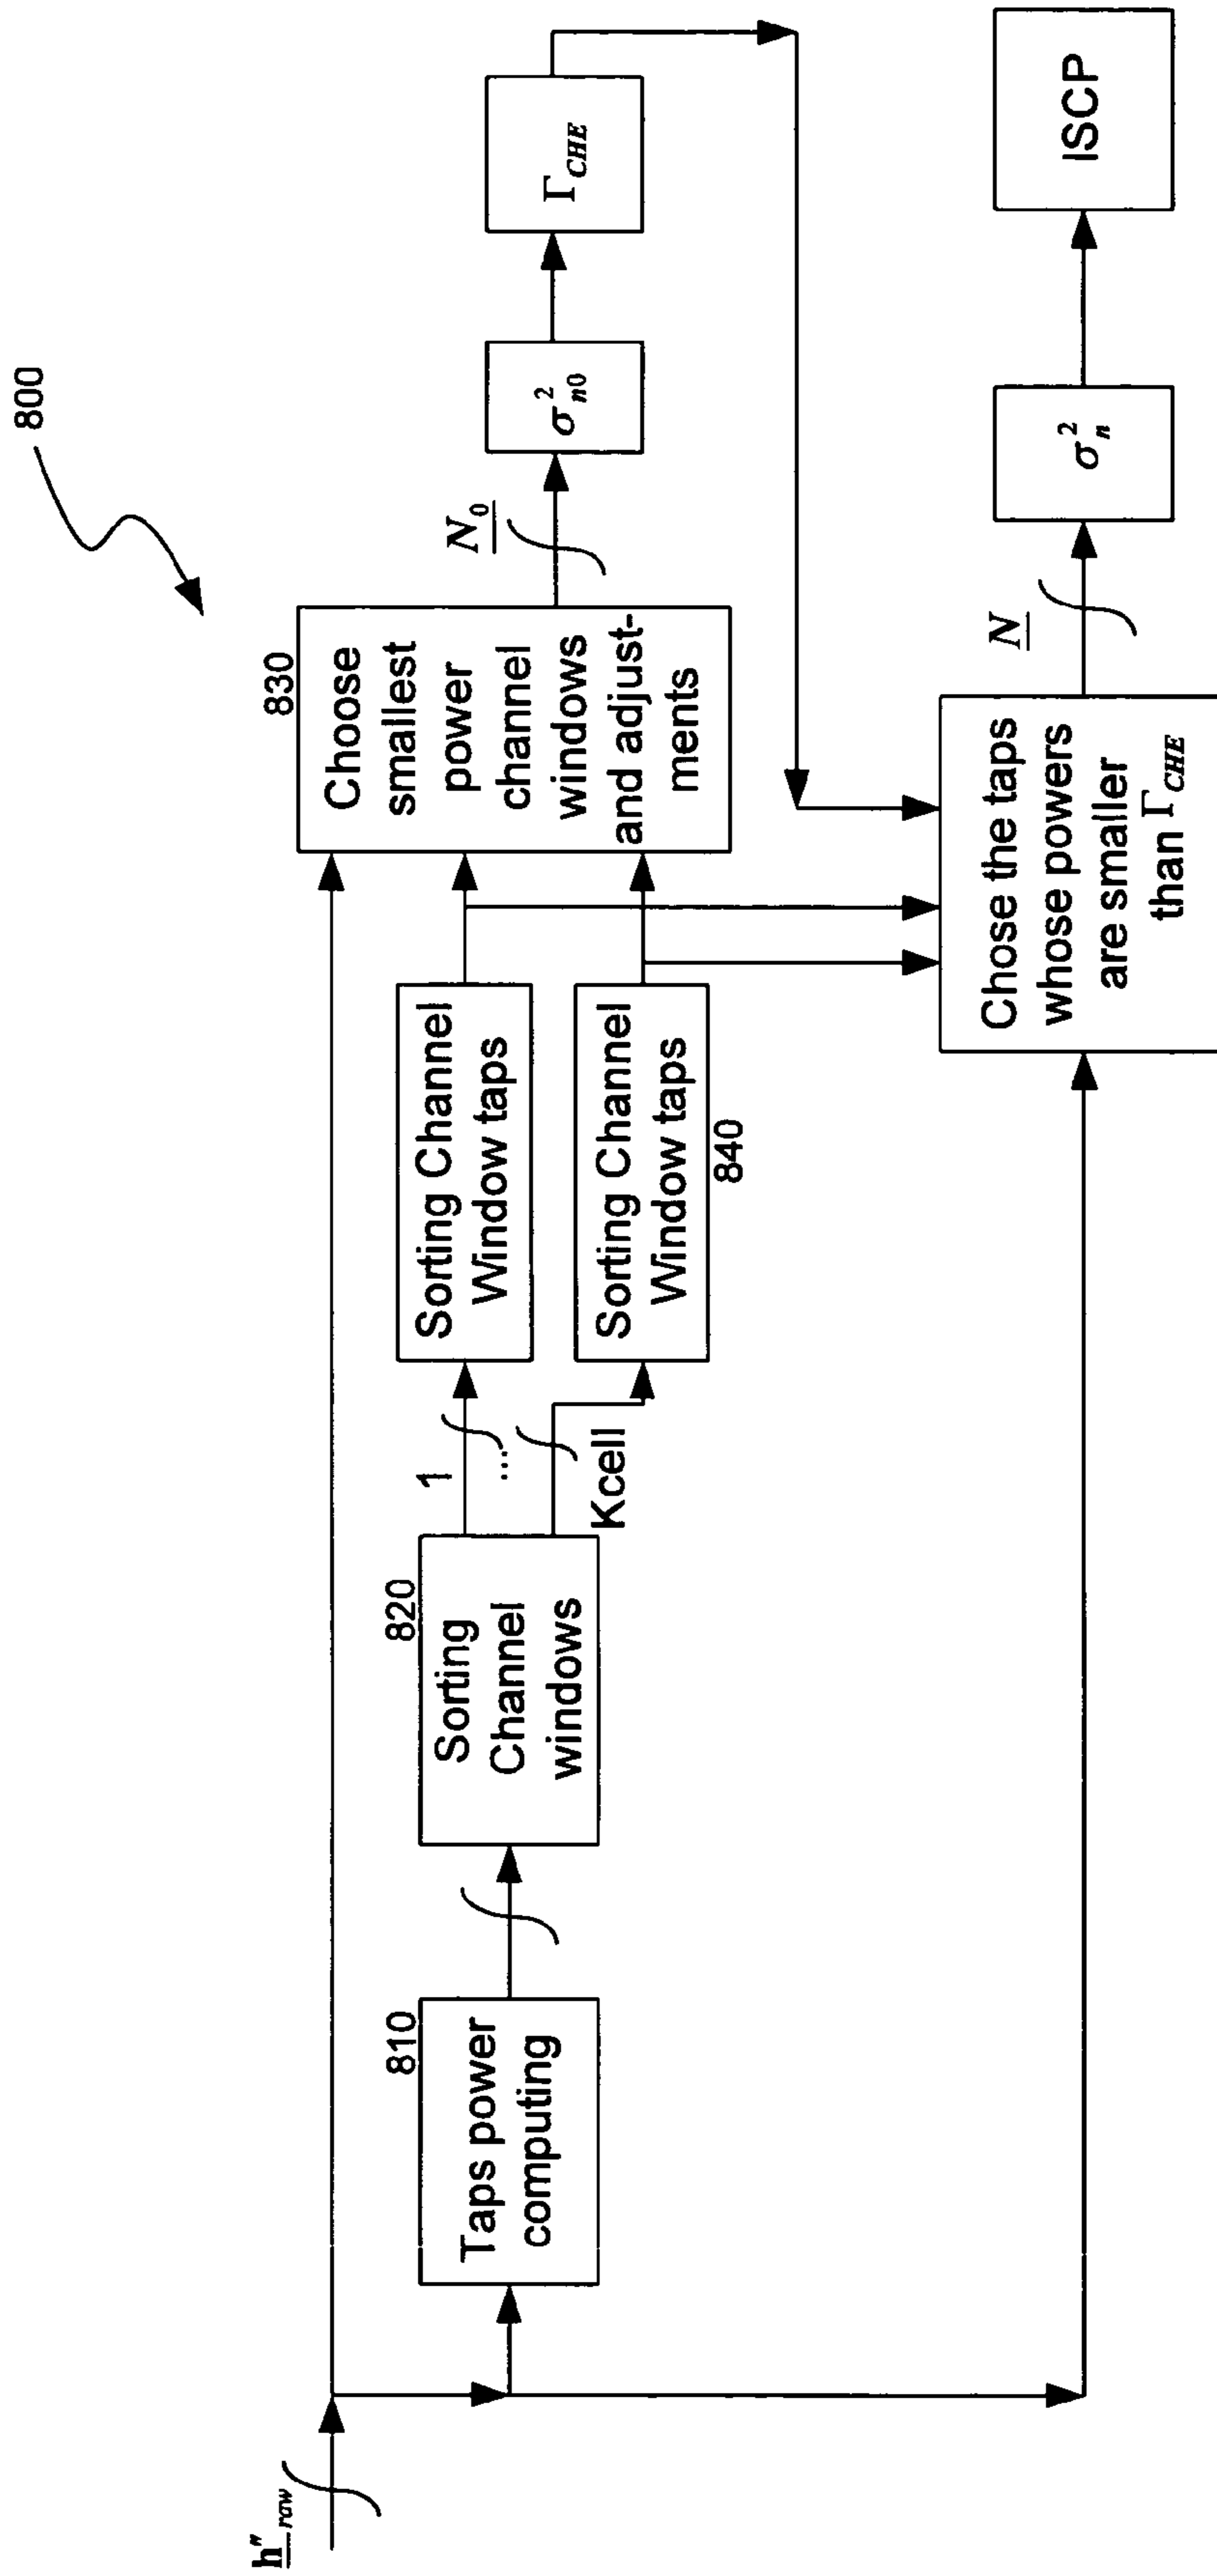 800
h″raw
810
Taps power
computing
820
Sorting
Channel
windows
1
...
Kcell
Sorting Channel
Window taps
Sorting Channel
Window taps
840
830
Choose
smallest
power
channel
windows
and adjust-
ments
N₀
σ²n0
ΓCHE
Chose the taps
whose powers
are smaller
than ΓCHE
N
σ²n
ISCP